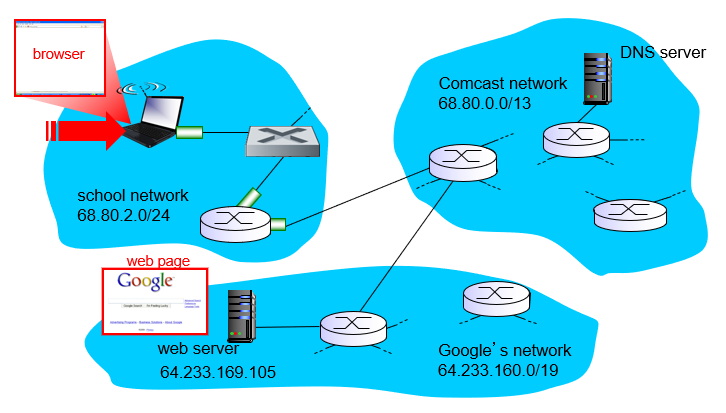 browser
DNS server
Comcast network
68.80.0.0/13
school network
68.80.2.0/24
web page
Google
web server
64.233.169.105
Google's network
64.233.160.0/19